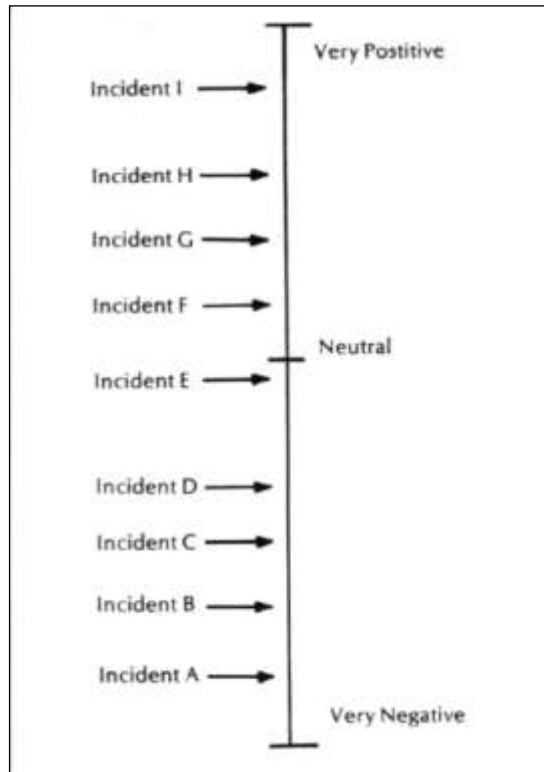 Very Postitive
Incident I
Incident H
Incident G
Incident F
Neutral
Incident E
Incident D
Incident C
Incident B
Incident A
Very Negative